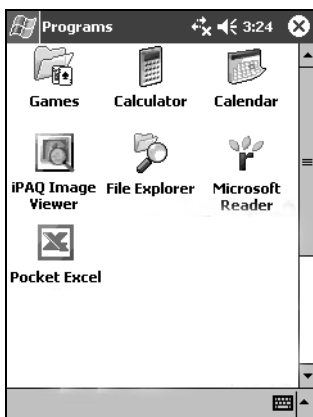 Programs 3:24
Games Calculator Calendar
iPAQ Image File Explorer Microsoft
Viewer Reader
Pocket Excel